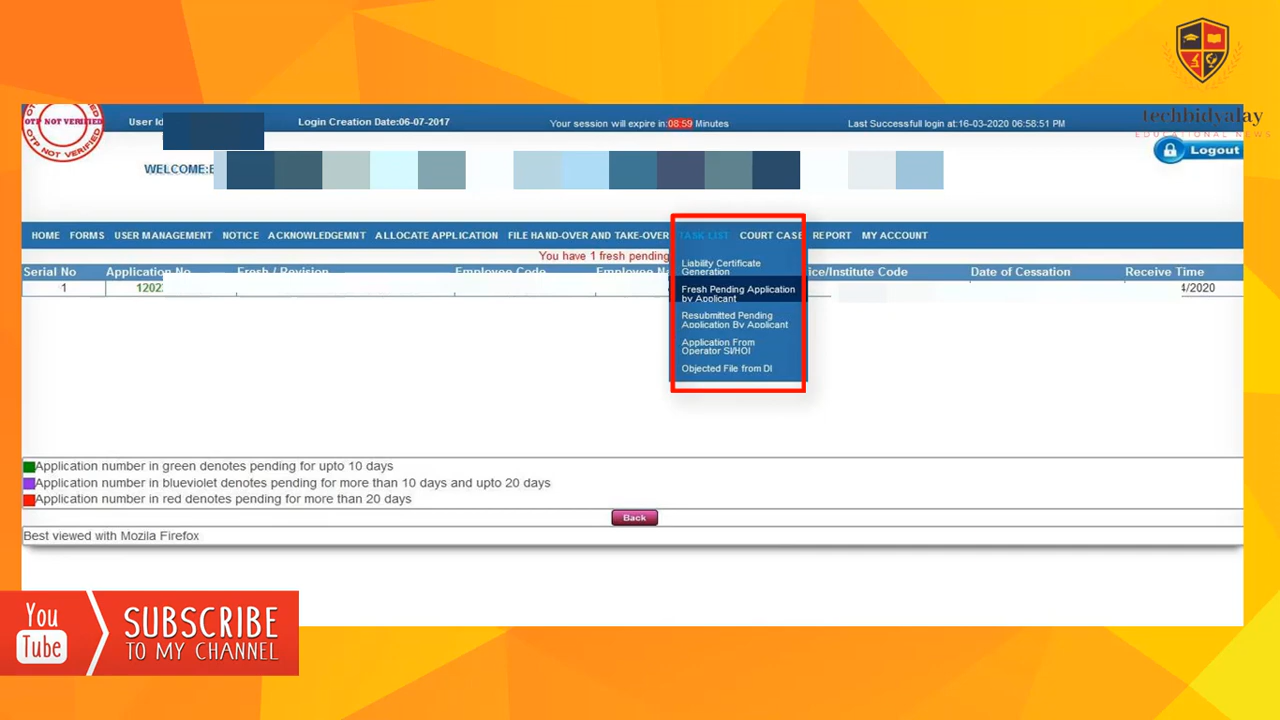 OTP NOT VERIFIED
OTP NOT VERIFIED
User Id
Login Creation Date:06-07-2017
Your session will expire in:08:59 Minutes
Last Successfull login at:16-03-2020 06:58:51 PM
techbidyalay
EDUCATIONAL NEWS
Logout
WELCOME:
HOME FORMS USER MANAGEMENT NOTICE ACKNOWLEDGEMNT ALLOCATE APPLICATION FILE HAND-OVER AND TAKE-OVER TASK LIST COURT CASE REPORT MY ACCOUNT
You have 1 fresh pending
Serial No Application No Fresh / Revision Employee Code Employee ice/Institute Code Date of Cessation Receive Time
1 1202 4/2020
Liability Certificate
Generation
Fresh Pending Application
by Applicant
Resubmitted Pending
Application By Applicant
Application From
Operator SI/HOI
Objected File from DI
Application number in green denotes pending for upto 10 days
Application number in blueviolet denotes pending for more than 10 days and upto 20 days
Application number in red denotes pending for more than 20 days
Back
Best viewed with Mozila Firefox
You
Tube
SUBSCRIBE
TO MY CHANNEL